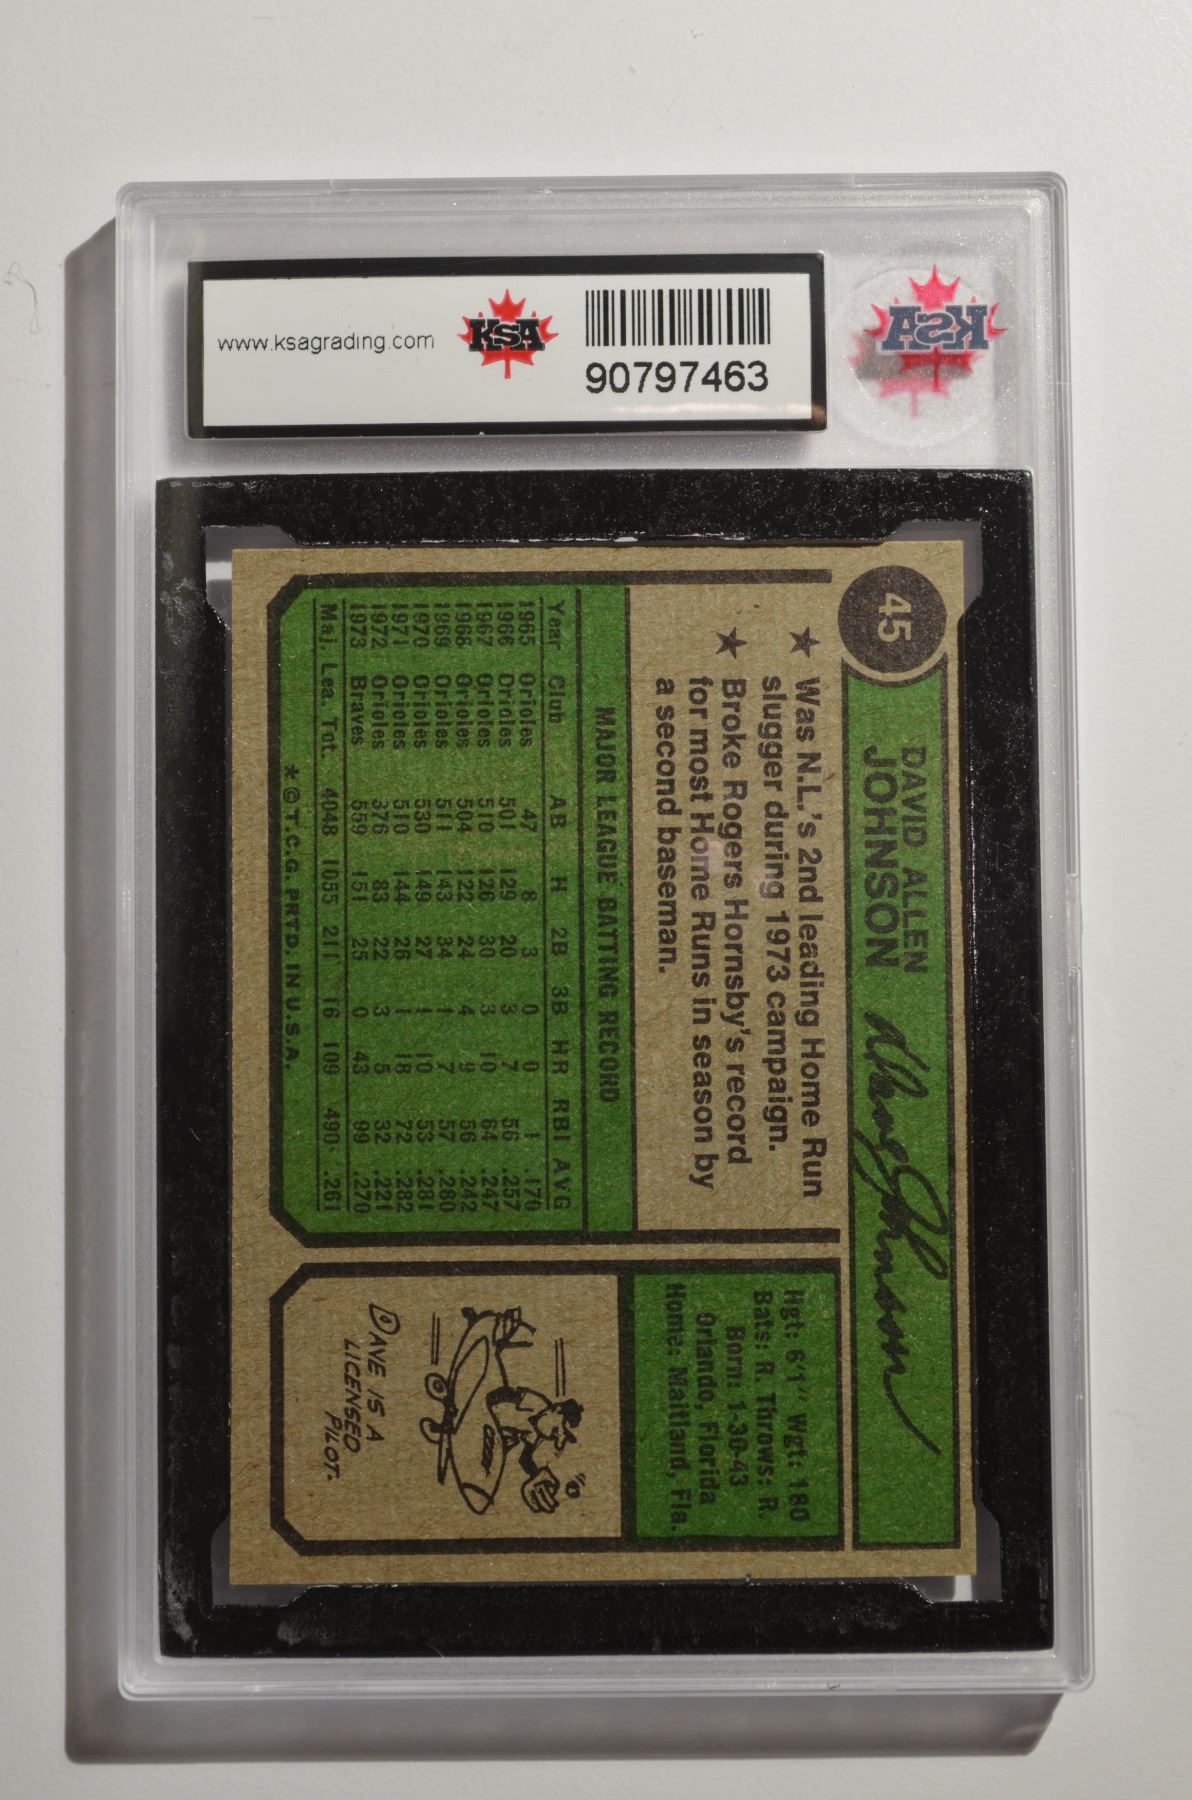 www.ksagrading.com
KSA
90797463
KSA
45
DAVID ALLEN
JOHNSON
Dave Johnson
★ Was N.L.'s 2nd leading Home Run
slugger during 1973 campaign.
★ Broke Rogers Hornsby's record
for most Home Runs in season by
a second baseman.
MAJOR LEAGUE BATTING RECORD
Year Club AB H 2B 3B HR RBI AVG
1965 Orioles 47 8 3 0 0 1 .170
1966 Orioles 501 129 20 3 7 56 .257
1967 Orioles 510 126 30 3 10 64 .247
1968 Orioles 504 122 24 4 9 56 .242
1969 Orioles 511 143 34 1 7 57 .280
1970 Orioles 530 149 27 1 10 53 .281
1971 Orioles 510 144 26 1 18 72 .282
1972 Orioles 376 83 22 3 5 32 .221
1973 Braves 559 151 25 0 43 99 .270
Maj. Lea. Tot. 4048 1055 211 16 109 490 .261
* © T.C.G. PRTD. IN U.S.A.
Hgt: 6'1" Wgt: 180
Bats: R. Throws: R.
Born: 1-30-43
Orlando, Florida
Home: Maitland, Fla.
DAVE IS A
LICENSED
PILOT.